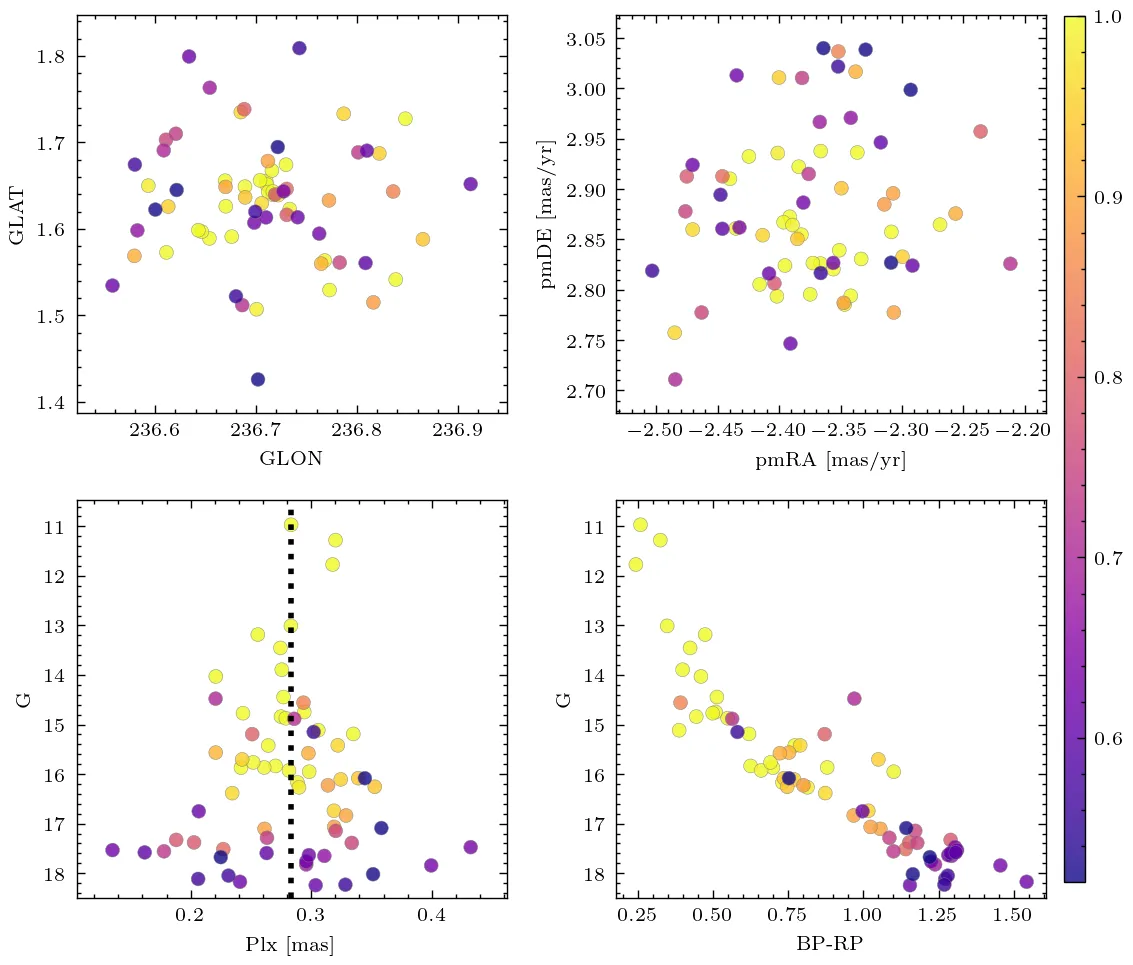 1.8
1.7
1.6
1.5
1.4
GLAT
236.6 236.7 236.8 236.9
GLON
3.05
3.00
2.95
2.90
2.85
2.80
2.75
2.70
pmDE [mas/yr]
−2.50 −2.45 −2.40 −2.35 −2.30 −2.25 −2.20
pmRA [mas/yr]
1.0
0.9
0.8
0.7
0.6
11
12
13
14
15
16
17
18
G
0.2 0.3 0.4
Plx [mas]
11
12
13
14
15
16
17
18
G
0.25 0.50 0.75 1.00 1.25 1.50
BP-RP